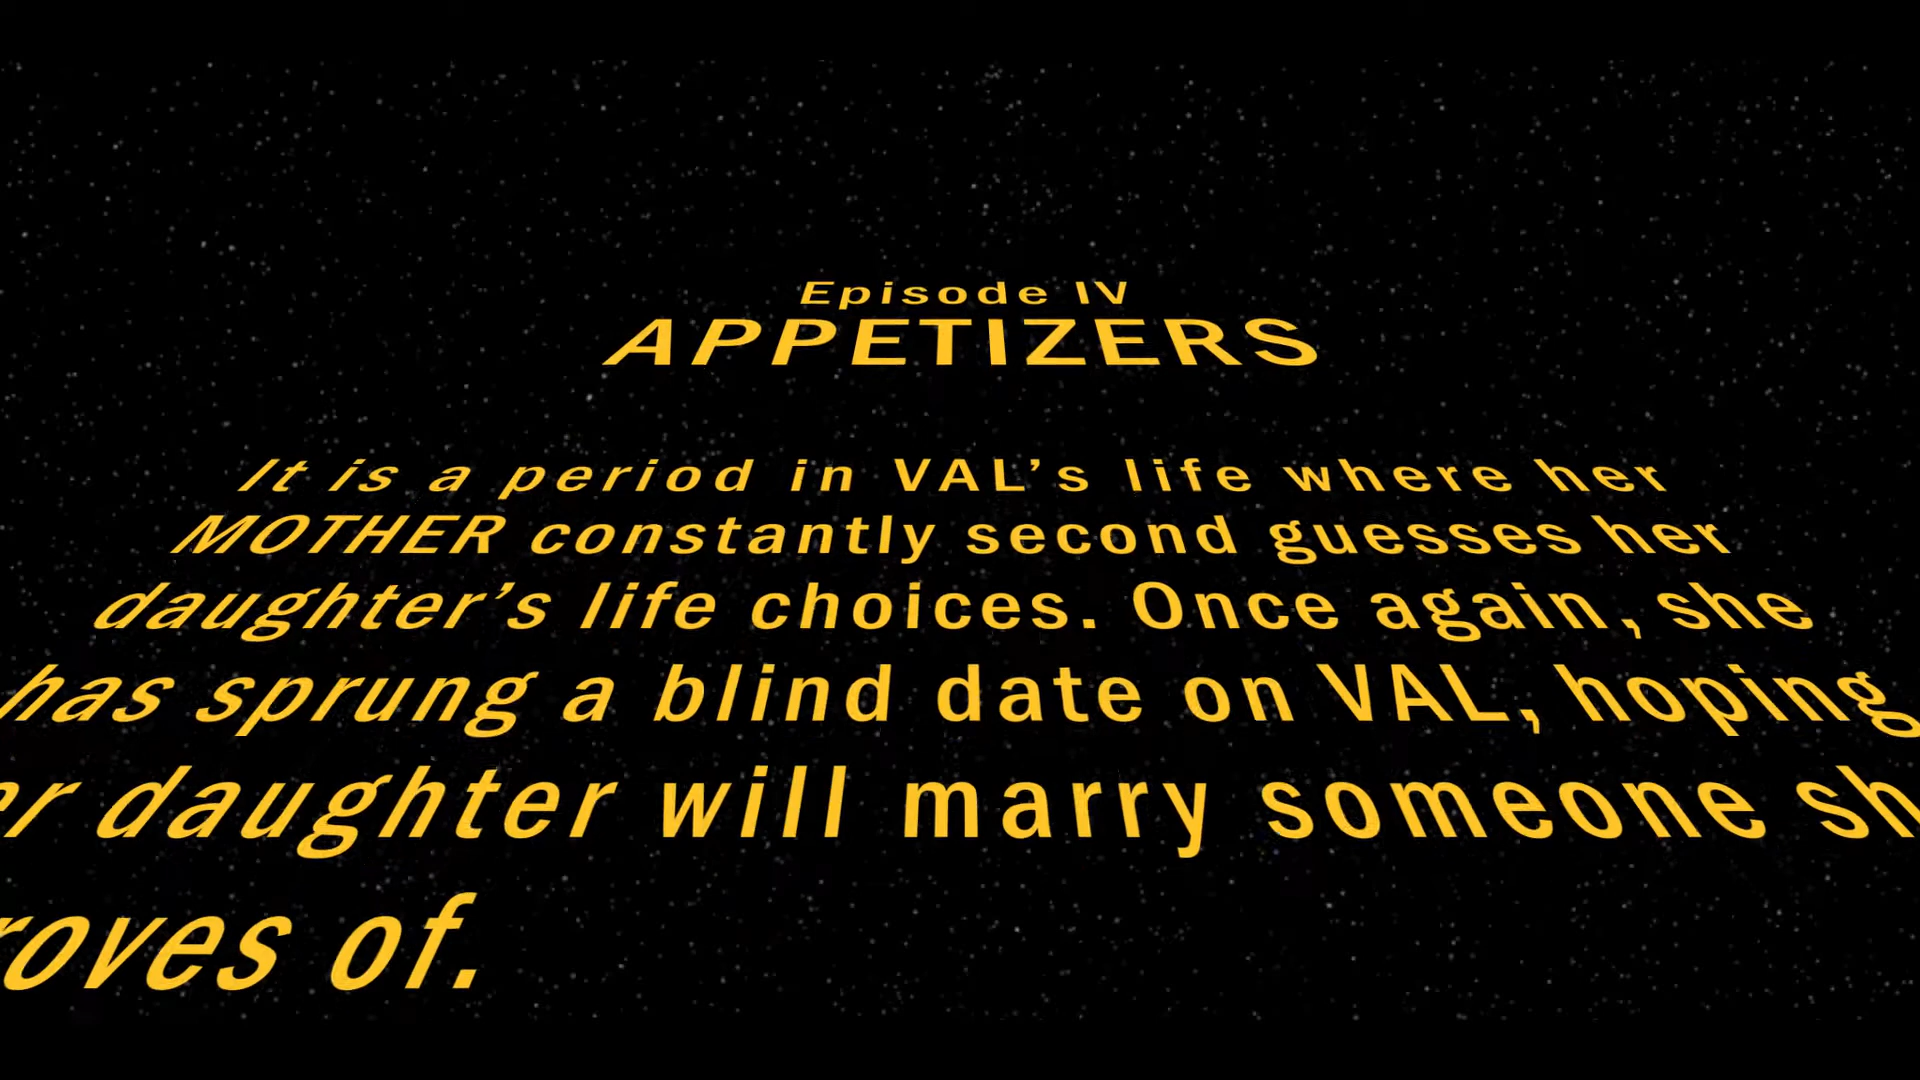 Episode IV
APPETIZERS
It is a period in VAL’s life where her
MOTHER constantly second guesses her
daughter’s life choices. Once again, she
has sprung a blind date on VAL, hoping
daughter will marry someone
of.